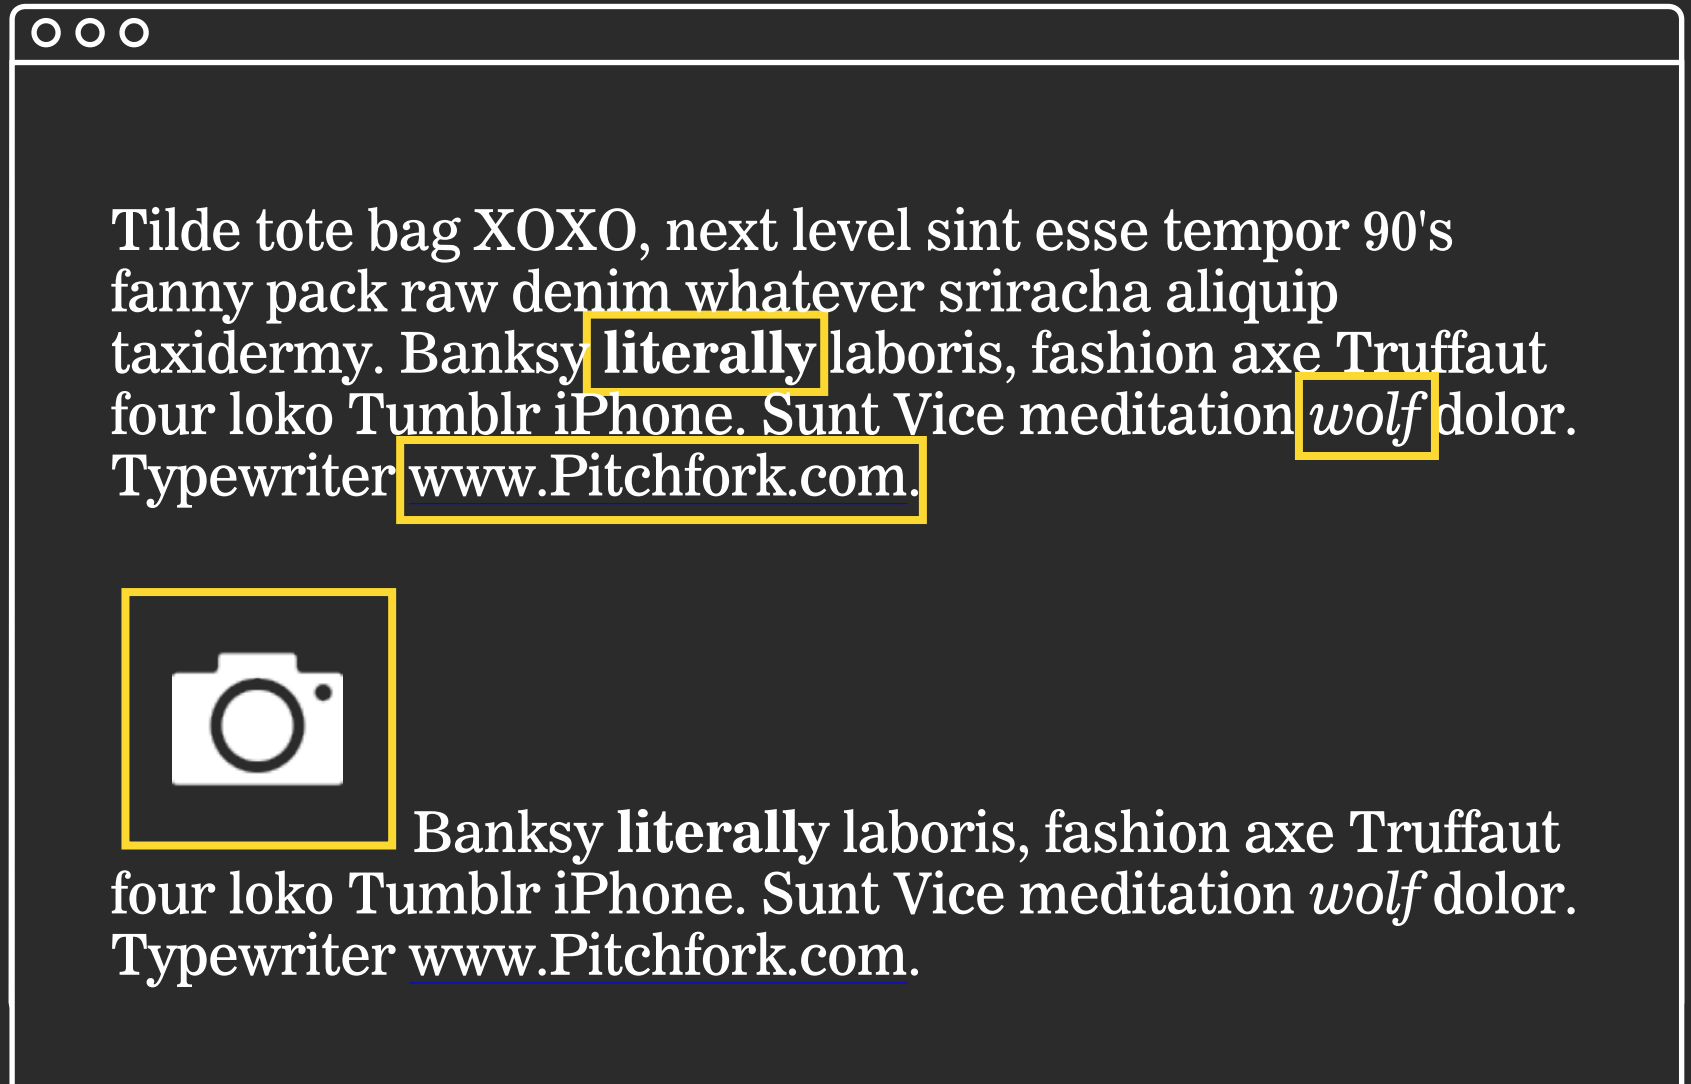 Tilde tote bag XOXO, next level sint esse tempor 90's
fanny pack raw denim whatever sriracha aliquip
taxidermy. Banksy literally laboris, fashion axe Truffaut
four loko Tumblr iPhone. Sunt Vice meditation wolf dolor.
Typewriter www.Pitchfork.com.
Banksy literally laboris, fashion axe Truffaut
four loko Tumblr iPhone. Sunt Vice meditation wolf dolor.
Typewriter www.Pitchfork.com.